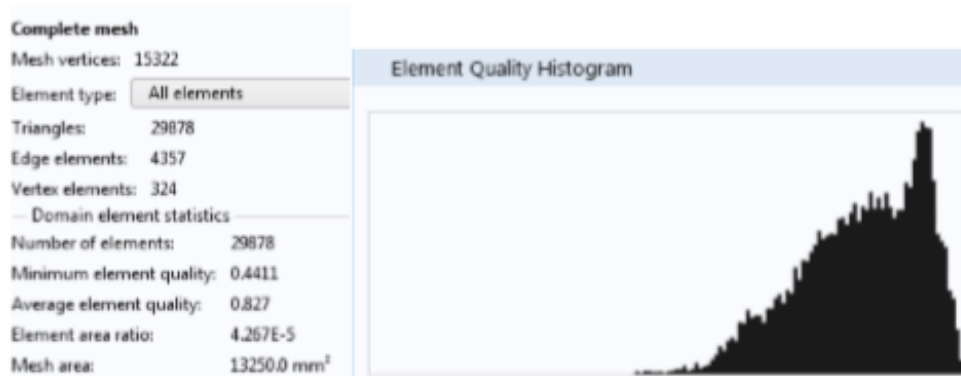 Complete mesh
Mesh vertices: 15322
Element type: All elements
Triangles: 29878
Edge elements: 4357
Vertex elements: 324
Domain element statistics
Number of elements: 29878
Minimum element quality: 0.4411
Average element quality: 0.827
Element area ratio: 4.267E-5
Mesh area: 13250.0 mm²
Element Quality Histogram